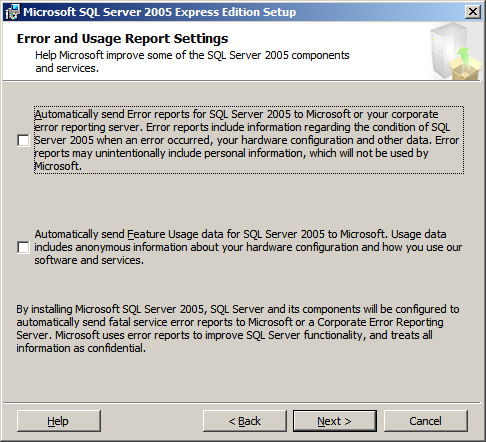 Microsoft SQL Server 2005 Express Edition Setup
Error and Usage Report Settings
Help Microsoft improve some of the SQL Server 2005 components
and services.
Automatically send Error reports for SQL Server 2005 to Microsoft or your corporate
error reporting server. Error reports include information regarding the condition of SQL
Server 2005 when an error occurred, your hardware configuration and other data. Error
reports may unintentionally include personal information, which will not be used by
Microsoft.
Automatically send Feature Usage data for SQL Server 2005 to Microsoft. Usage data
includes anonymous information about your hardware configuration and how you use our
software and services.
By installing Microsoft SQL Server 2005, SQL Server and its components will be configured to
automatically send fatal service error reports to Microsoft or a Corporate Error Reporting
Server. Microsoft uses error reports to improve SQL Server functionality, and treats all
information as confidential.
Help
< Back
Next >
Cancel